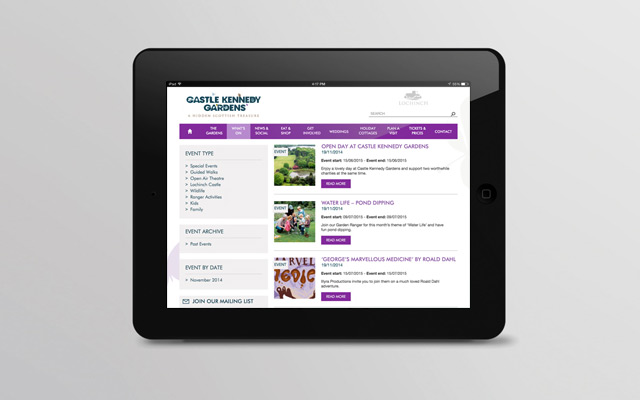 iPad
4:17 PM
CASTLE KENNEDY
GARDENS
A HIDDEN SCOTTISH TREASURE
LOCHINCH
SEARCH
THE GARDENS
WHAT'S ON
NEWS & SOCIAL
EAT & SHOP
GET INVOLVED
WEDDINGS
HOLIDAY COTTAGES
PLAN A VISIT
TICKETS & PRICES
CONTACT
EVENT TYPE
> Special Events
> Guided Walks
> Open Air Theatre
> Lochinch Castle
> Wildlife
> Ranger Activities
> Kids
> Family
EVENT ARCHIVE
> Past Events
EVENT BY DATE
> November 2014
JOIN OUR MAILING LIST
EVENT
OPEN DAY AT CASTLE KENNEDY GARDENS
19/11/2014
Event start: 15/06/2015 - Event end: 15/06/2015
Enjoy a lovely day at Castle Kennedy Gardens and support two worthwhile
charities at the same time.
READ MORE
EVENT
WATER LIFE – POND DIPPING
19/11/2014
Event start: 09/07/2015 - Event end: 09/07/2015
Join our Garden Ranger for this month's theme of 'Water Life' and have
fun pond dipping.
READ MORE
EVENT
'GEORGE'S MARVELLOUS MEDICINE' BY ROALD DAHL
19/11/2014
Event start: 15/07/2015 - Event end: 15/07/2015
Illyria Productions invite you to join them on a much loved Roald Dahl
adventure.
READ MORE